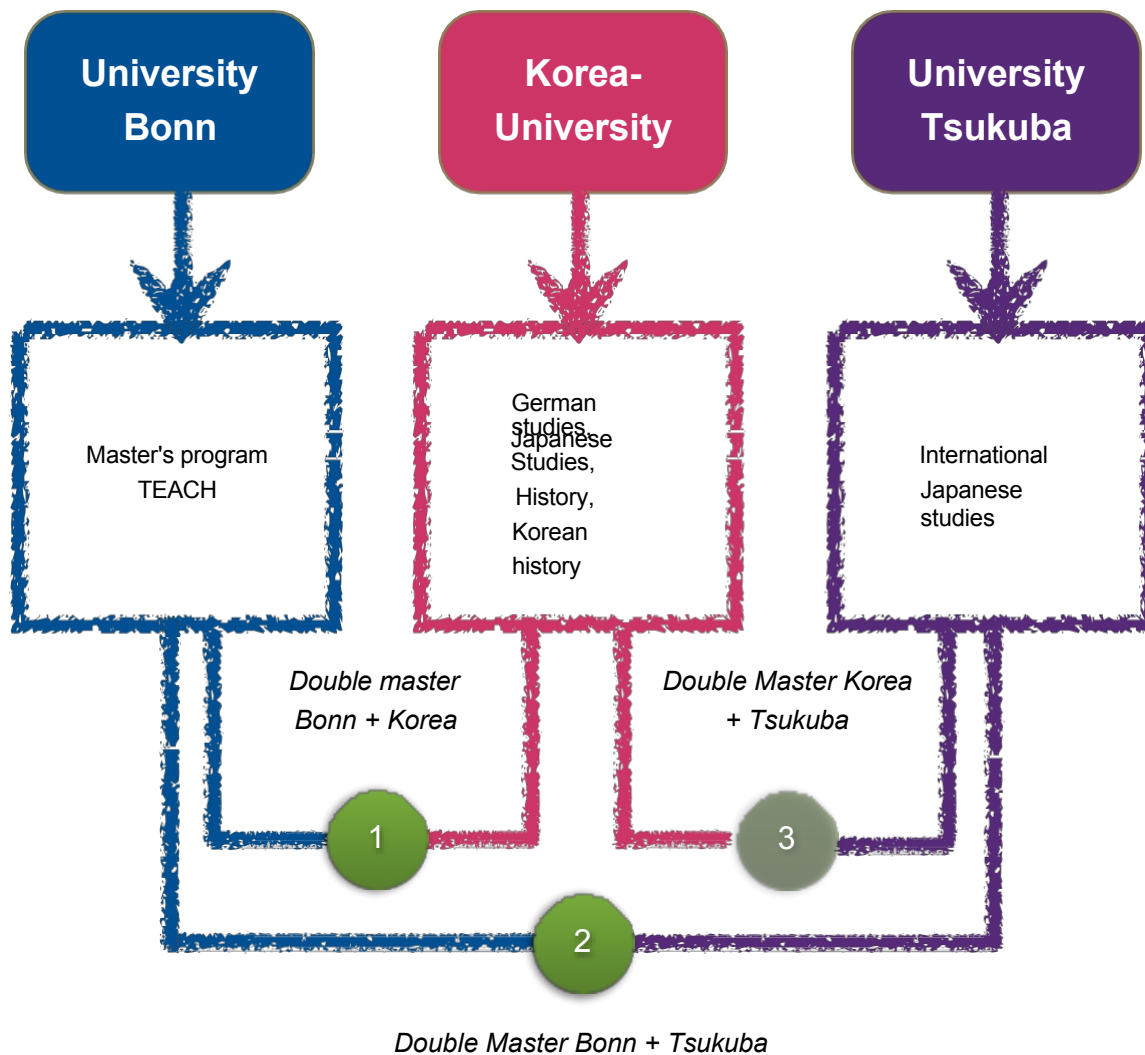 University
Bonn
Korea-
University
University
Tsukuba
Master's program
TEACH
German
studies,
Japanese
Studies,
History,
Korean
history
International
Japanese
studies
Double master
Bonn + Korea
Double Master Korea
+ Tsukuba
1
3
2
Double Master Bonn + Tsukuba